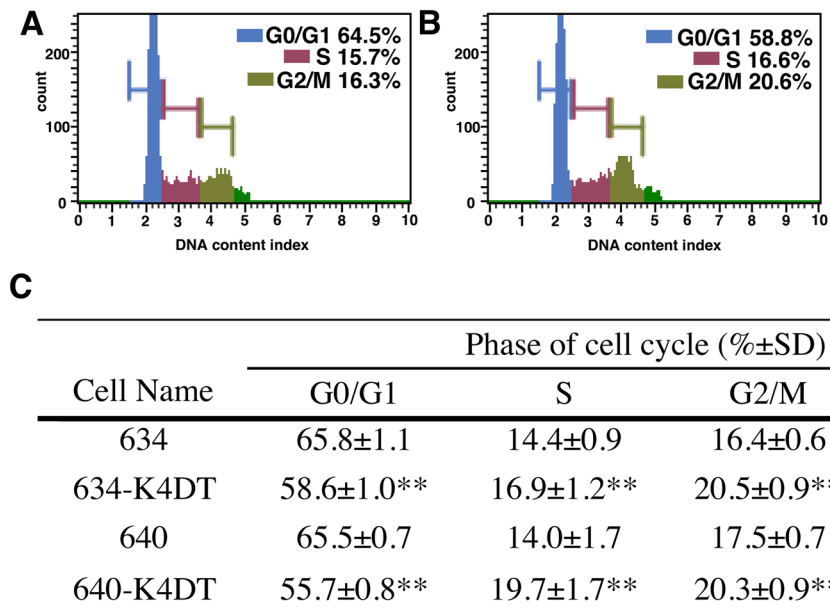 A
G0/G1 64.5%
S 15.7%
G2/M 16.3%
count
200
100
0
0 1 2 3 4 5 6 7 8 9 10
DNA content index
B
G0/G1 58.8%
S 16.6%
G2/M 20.6%
count
200
100
0
0 1 2 3 4 5 6 7 8 9 10
DNA content index
C
Phase of cell cycle (%±SD)
Cell Name G0/G1 S G2/M
634 65.8±1.1 14.4±0.9 16.4±0.6
634-K4DT 58.6±1.0** 16.9±1.2** 20.5±0.9**
640 65.5±0.7 14.0±1.7 17.5±0.7
640-K4DT 55.7±0.8** 19.7±1.7** 20.3±0.9**